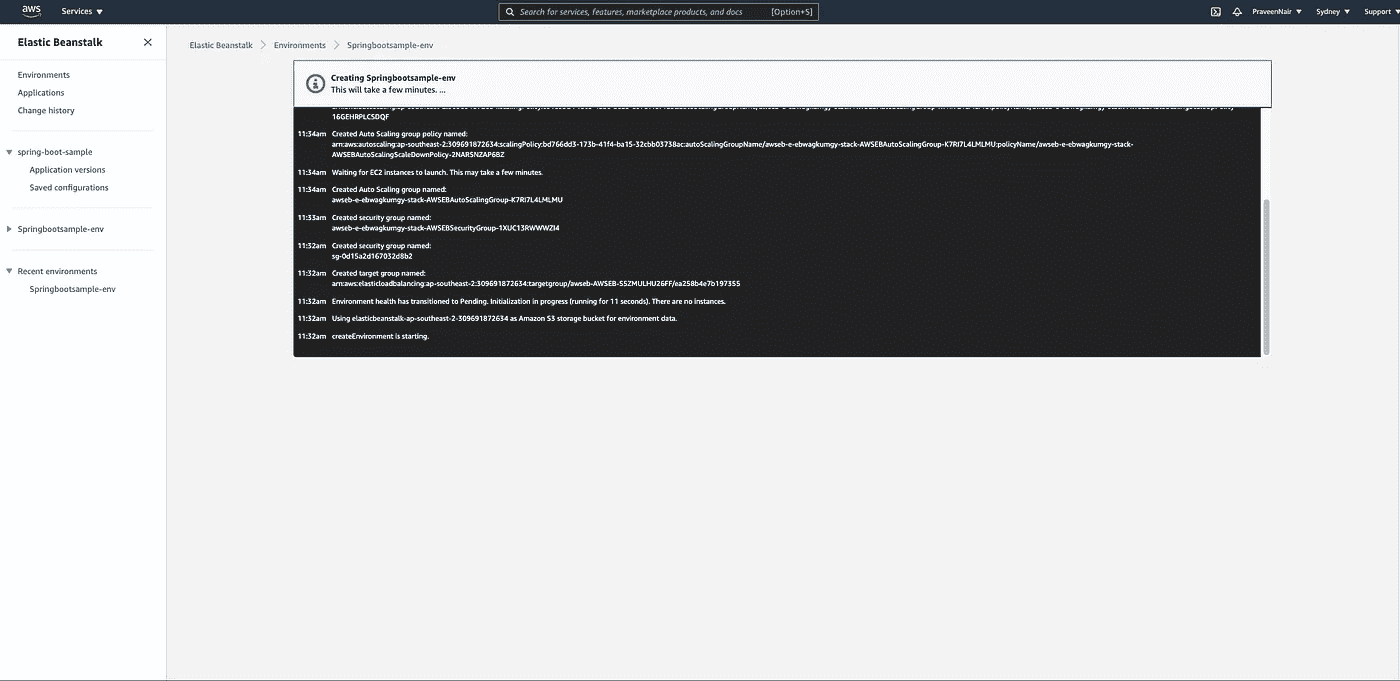 aws
Services
Search for services, features, marketplace products, and docs
[Option+S]
PraveenNair
Sydney
Support
Elastic Beanstalk
Environments
Applications
Change history
spring-boot-sample
Application versions
Saved configurations
Springbootsample-env
Recent environments
Springbootsample-env
Elastic Beanstalk
Environments
Springbootsample-env
Creating Springbootsample-env
This will take a few minutes. ...
16GEHRPLCSDQF
11:34am Created Auto Scaling group policy named:
arn:aws:autoscaling:ap-southeast-2:309691872634:scalingPolicy:bd766dd3-173b-41f4-ba15-32cbb03738ac:autoScalingGroupName/awseb-e-ebwagkumgy-stack-AWSEBAutoScalingGroup-K7RI7L4LMLMU:policyName/awseb-e-ebwagkumgy-stack-
AWSEBAutoScalingScaleDownPolicy-2NARSNZAP6BZ
11:34am Waiting for EC2 instances to launch. This may take a few minutes.
11:34am Created Auto Scaling group named:
awseb-e-ebwagkumgy-stack-AWSEBAutoScalingGroup-K7RI7L4LMLMU
11:33am Created security group named:
awseb-e-ebwagkumgy-stack-AWSEBSecurityGroup-1XUC13RWWWZI4
11:32am Created security group named:
sg-0d15a2d167032d8b2
11:32am Created target group named:
arn:aws:elasticloadbalancing:ap-southeast-2:309691872634:targetgroup/awseb-AWSEB-S5ZMULHU26FF/ea258b4e7b197355
11:32am Environment health has transitioned to Pending. Initialization in progress (running for 11 seconds). There are no instances.
11:32am Using elasticbeanstalk-ap-southeast-2-309691872634 as Amazon S3 storage bucket for environment data.
11:32am createEnvironment is starting.